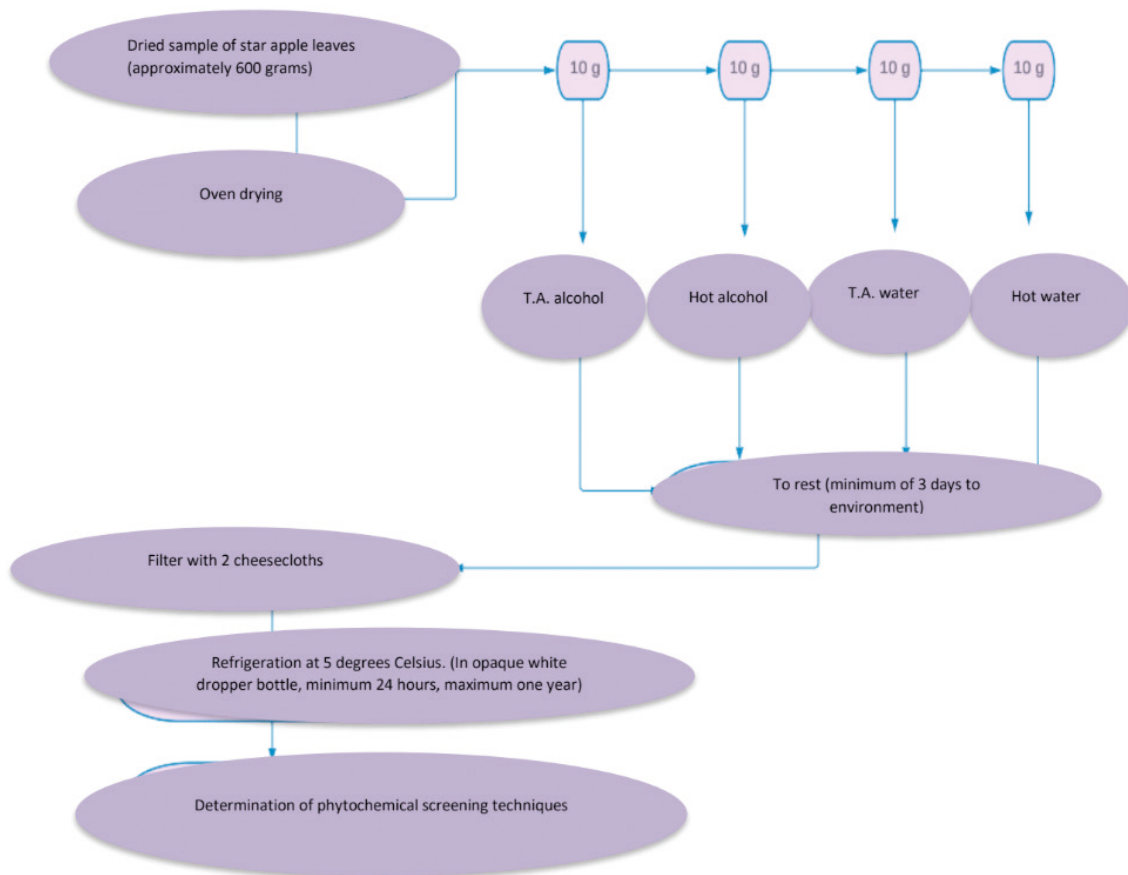 Dried sample of star apple leaves
(approximately 600 grams)
10 g
10 g
10 g
10 g
Oven drying
T.A. alcohol
Hot alcohol
T.A. water
Hot water
To rest (minimum of 3 days to
environment)
Filter with 2 cheesecloths
Refrigeration at 5 degrees Celsius. (In opaque white
dropper bottle, minimum 24 hours, maximum one year)
Determination of phytochemical screening techniques